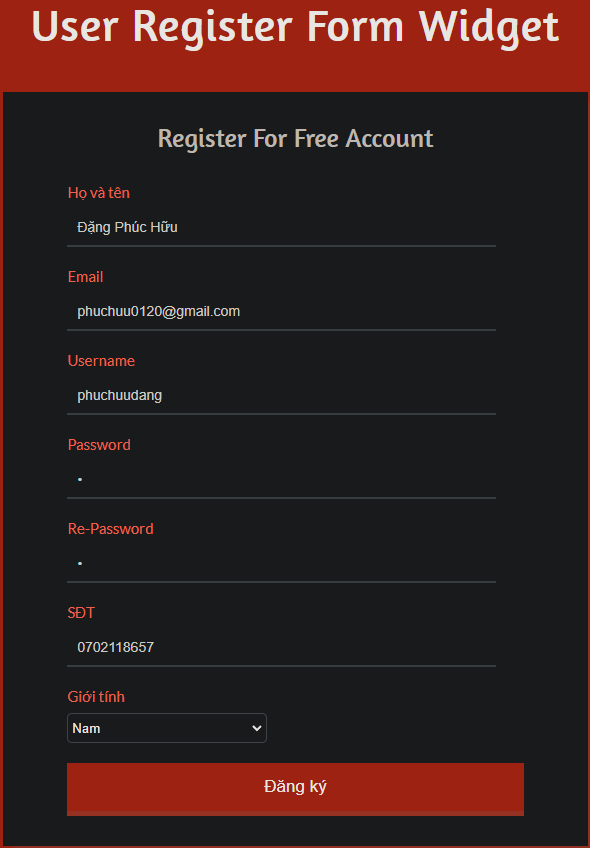 User Register Form Widget
Register For Free Account
Họ và tên
Đặng Phúc Hữu
Email
phuchuu0120@gmail.com
Username
phuchuudang
Password
•
Re-Password
•
SĐT
0702118657
Giới tính
Nam
Đăng ký